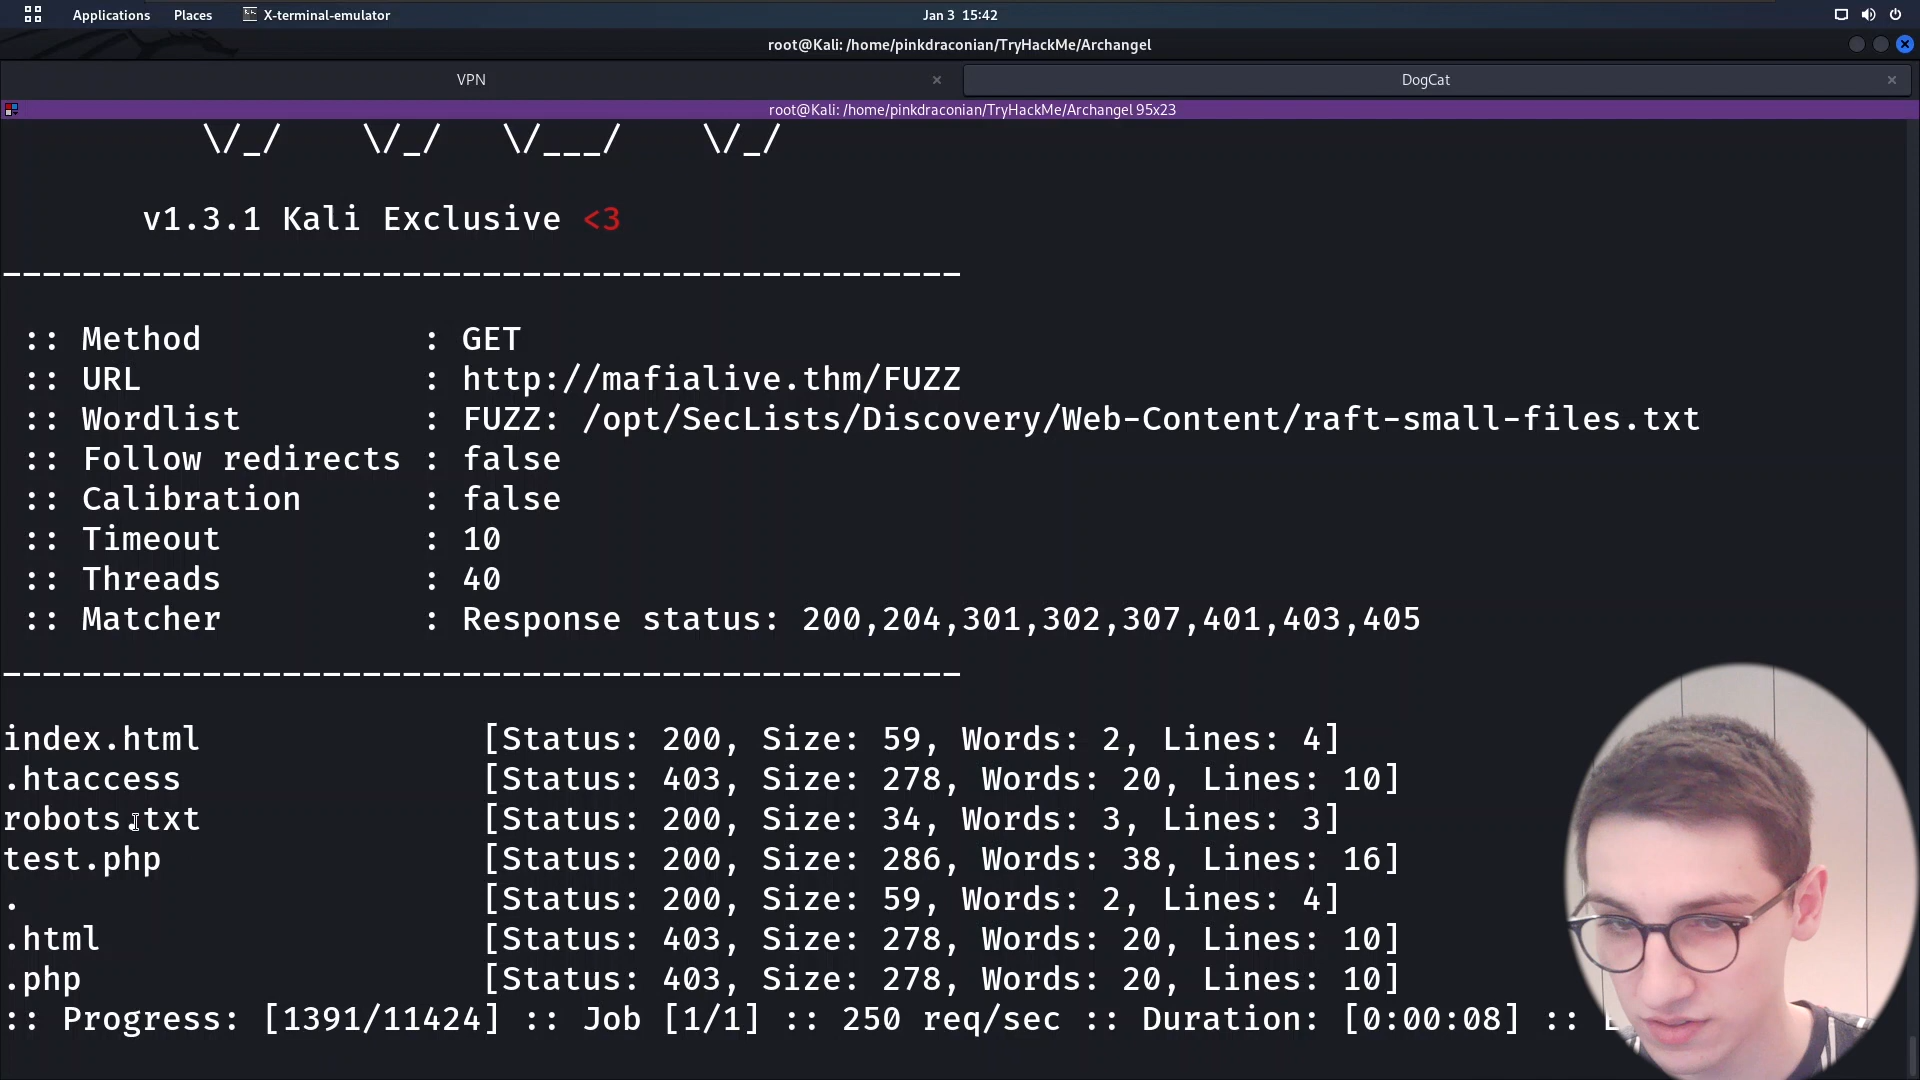 Applications Places X-terminal-emulator Jan 3 15:42
root@Kali: /home/pinkdraconian/TryHackMe/Archangel
VPN × DogCat ×
root@Kali: /home/pinkdraconian/TryHackMe/Archangel 95x23
\/_/ \/_/ \/___/ \/_/
v1.3.1 Kali Exclusive <3
________________________________________________
:: Method : GET
:: URL : http://mafialive.thm/FUZZ
:: Wordlist : FUZZ: /opt/SecLists/Discovery/Web-Content/raft-small-files.txt
:: Follow redirects : false
:: Calibration : false
:: Timeout : 10
:: Threads : 40
:: Matcher : Response status: 200,204,301,302,307,401,403,405
________________________________________________
index.html [Status: 200, Size: 59, Words: 2, Lines: 4]
.htaccess [Status: 403, Size: 278, Words: 20, Lines: 10]
robots.txt [Status: 200, Size: 34, Words: 3, Lines: 3]
test.php [Status: 200, Size: 286, Words: 38, Lines: 16]
. [Status: 200, Size: 59, Words: 2, Lines: 4]
.html [Status: 403, Size: 278, Words: 20, Lines: 10]
.php [Status: 403, Size: 278, Words: 20, Lines: 10]
:: Progress: [1391/11424] :: Job [1/1] :: 250 req/sec :: Duration: [0:00:08] ::